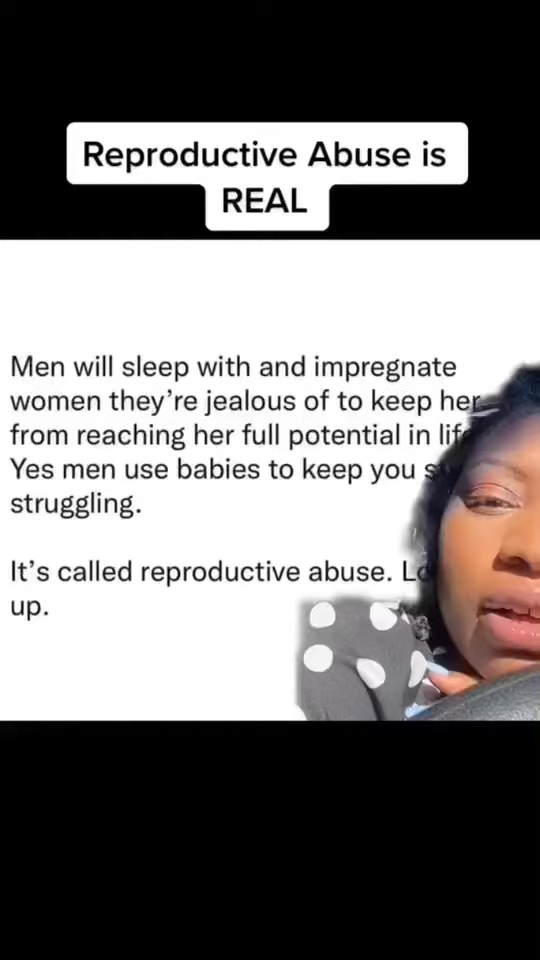 Reproductive Abuse is
REAL
Men will sleep with and impregnate
women they're jealous of to keep her
from reaching her full potential in
Yes men use babies to keep you
struggling.
It's called reproductive abuse.
up.